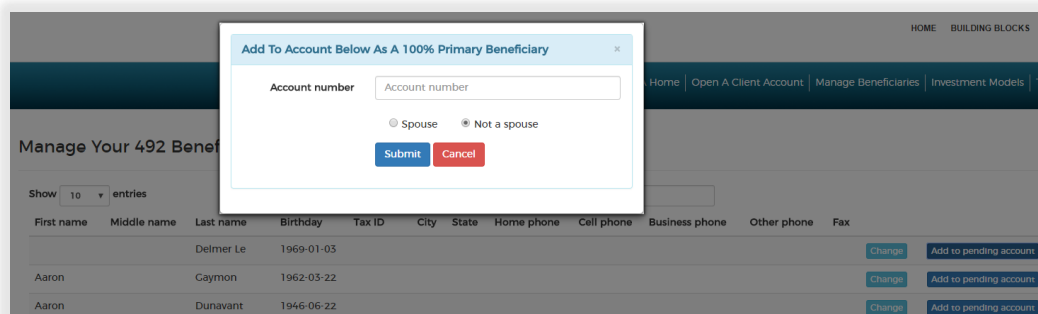 HOME BUILDING BLOCKS
Add To Account Below As A 100% Primary Beneficiary ×
Account number Account number
Home Open A Client Account Manage Beneficiaries Investment Models
Spouse Not a spouse
Submit Cancel
Manage Your 492
Show 10 entries
First name Middle name Last name Birthday Tax ID City State Home phone Cell phone Business phone Other phone Fax
Delmer Le 1969-01-03 Change Add to pending account
Aaron Gaymon 1962-03-22 Change Add to pending account
Aaron Dunavant 1946-06-22 Change Add to pending account